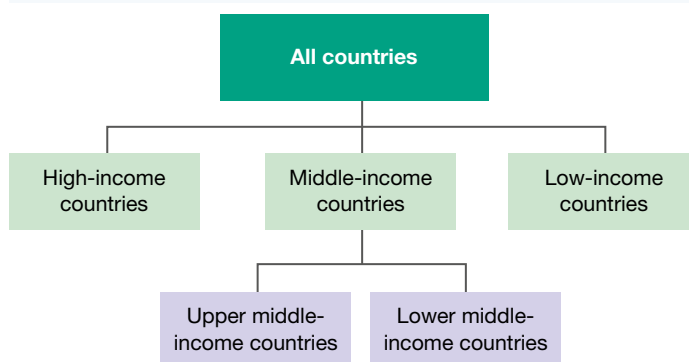 All countries
High-income
countries
Middle-income
countries
Low-income
countries
Upper middle-
income countries
Lower middle-
income countries